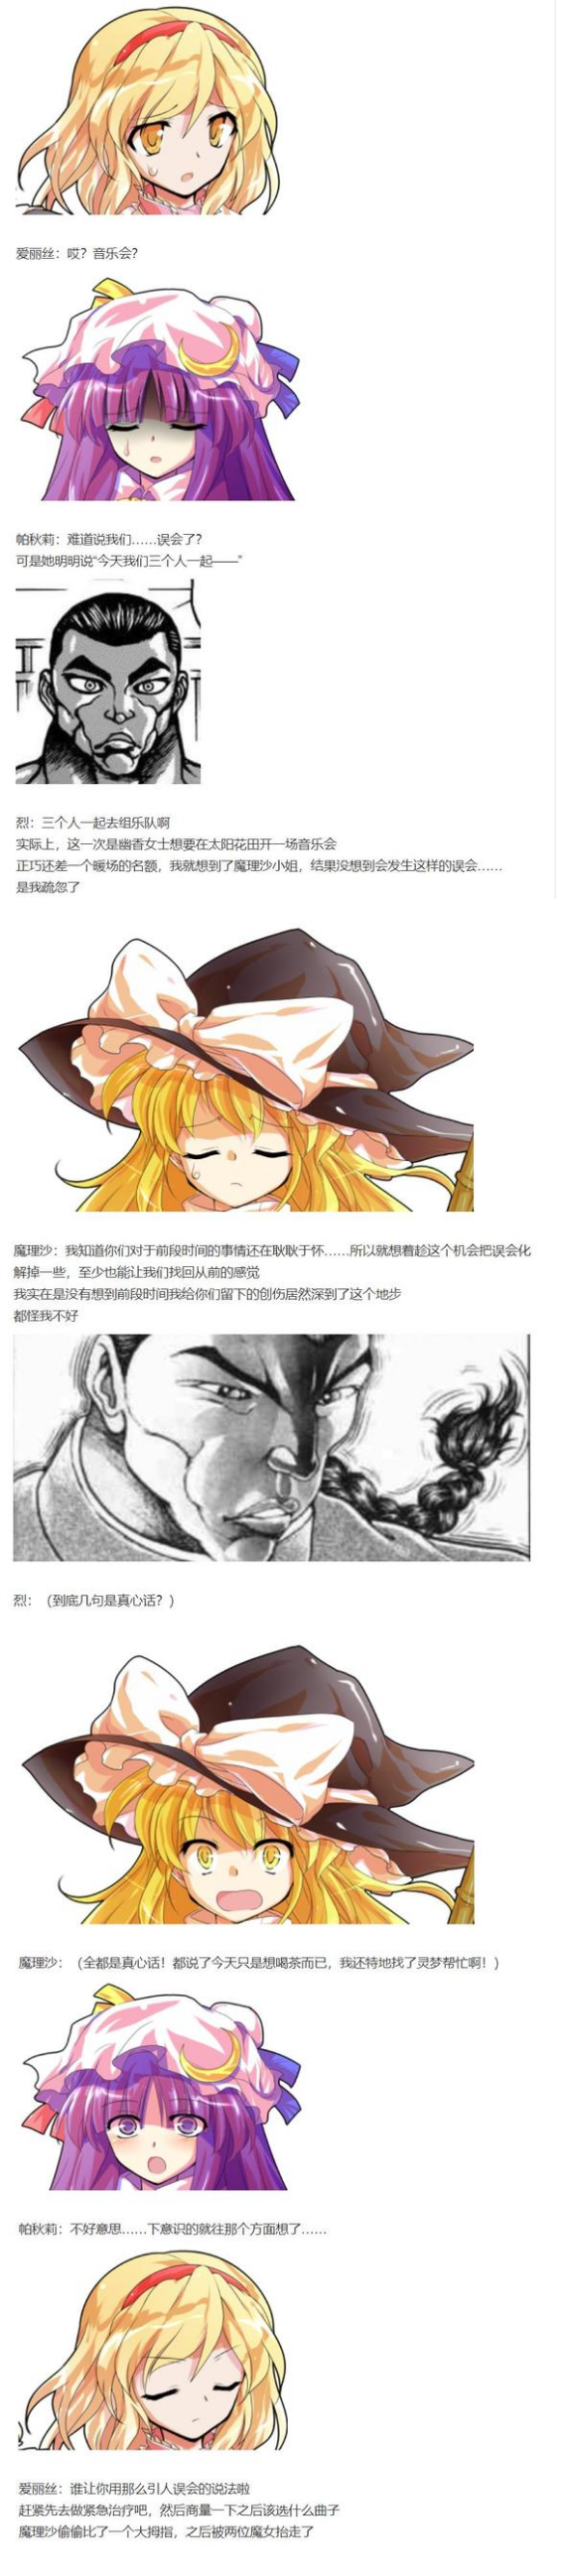 爱丽丝：哎？音乐会？
帕秋莉：难道说我们……误会了？
可是她明明说“今天我们三个人一起——”
烈：三个人一起去组乐队啊
实际上，这一次是幽香女士想要在太阳花田开一场音乐会
正巧还差一个暖场的名额，我就想到了魔理沙小姐，结果没想到会发生这样的误会……
是我疏忽了
魔理沙：我知道你们对于前段时间的事情还在耿耿于怀……所以就想着趁这个机会把误会化
解掉一些，至少也能让我们找回从前的感觉
我实在是没有想到前段时间我给你们留下的创伤居然深到了这个地步
都怪我不好
烈：（到底几句是真心话？）
魔理沙：（全都是真心话！都说了今天只是想喝茶而已，我还特地找了灵梦帮忙啊！）
帕秋莉：不好意思……下意识的就往那个方面想了……
爱丽丝：谁让你用那么引人误会的说法啦
赶紧先去做紧急治疗吧，然后商量一下之后该选什么曲子
魔理沙偷偷比了一个大拇指，之后被两位魔女抬走了